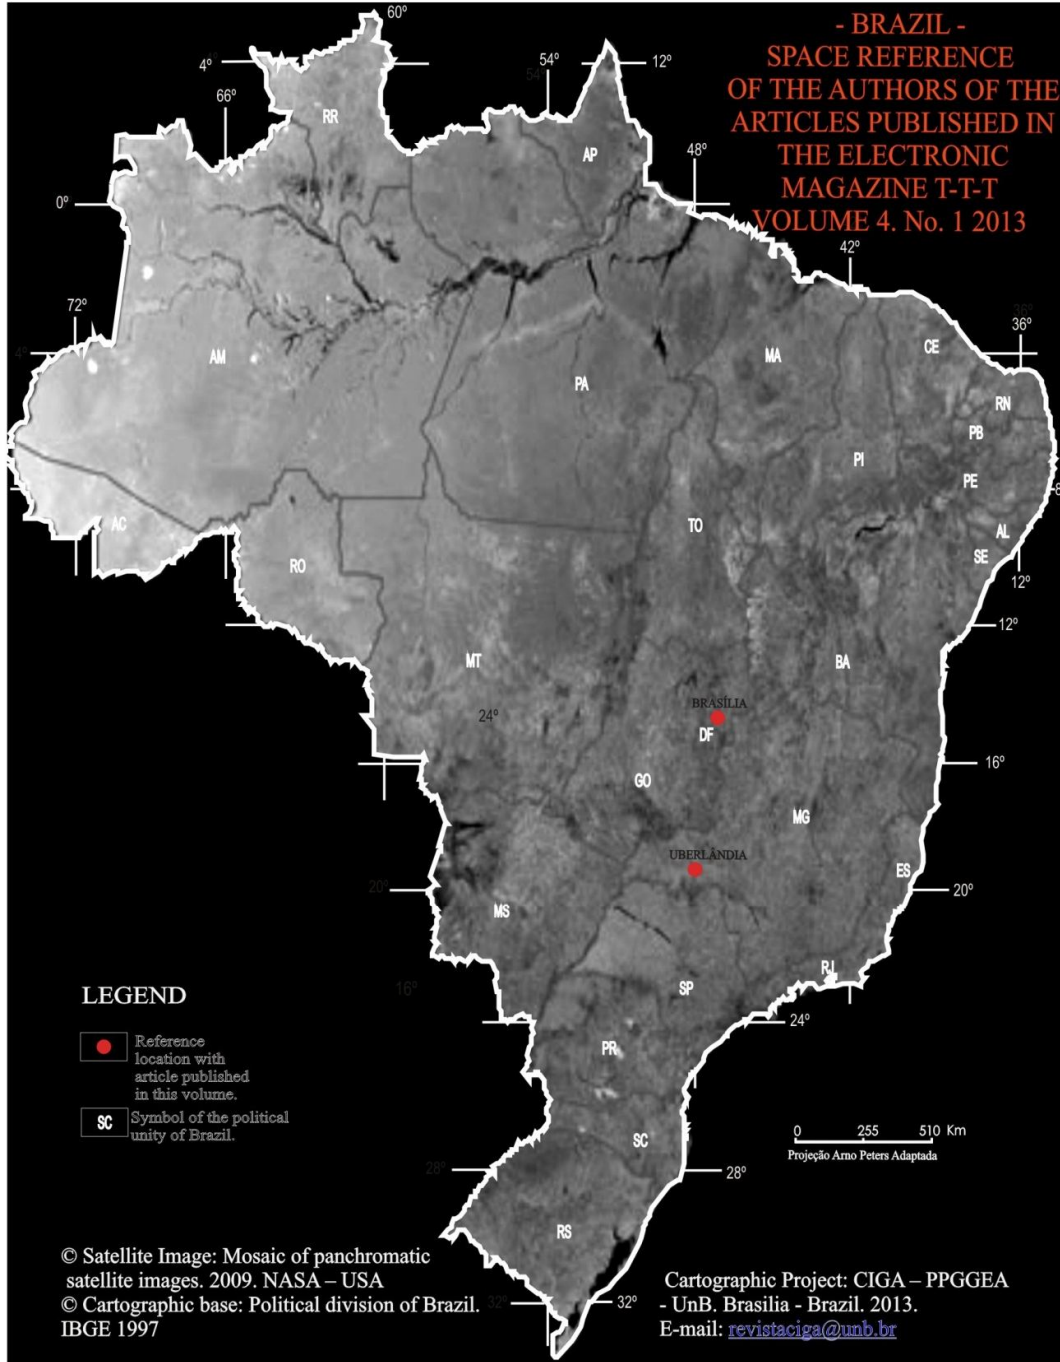 - BRAZIL -
SPACE REFERENCE
OF THE AUTHORS OF THE
ARTICLES PUBLISHED IN
THE ELECTRONIC
MAGAZINE T-T-T
VOLUME 4. No. 1 2013
60º
4º
54º
54º
12º
66º
RR
AP
48º
0º
42º
72º
36º
36º
4º
AM
MA
CE
PA
RN
PB
PI
PE
8
AC
TO
AL
SE
RO
12º
12º
MT
BA
24º
BRASÍLIA
DF
GO
16º
MG
UBERLÂNDIA
ES
20º
20º
MS
RJ
SP
16º
24º
PR
SC
28º
28º
RS
32º
32º
LEGEND
Reference
location with
article published
in this volume.
SC
Symbol of the political
unity of Brazil.
0 255 510 Km
Projeção Arno Peters Adaptada
© Satellite Image: Mosaic of panchromatic
satellite images. 2009. NASA – USA
© Cartographic base: Political division of Brazil.
IBGE 1997
Cartographic Project: CIGA – PPGGEA
- UnB. Brasilia - Brazil. 2013.
E-mail: revistaciga@unb.br